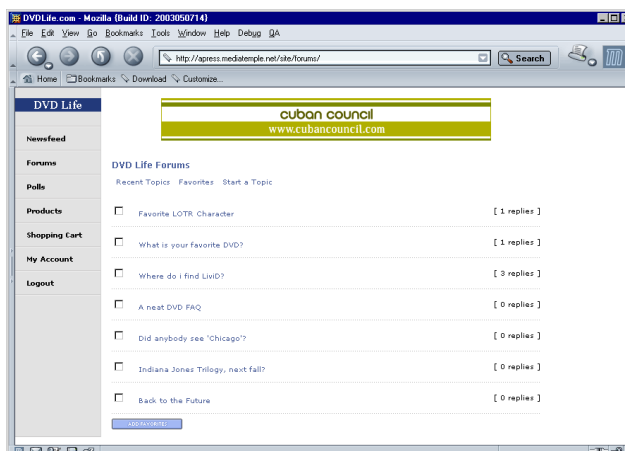 DVDLife.com - Mozilla {Build ID: 2003050714}
File Edit View Go Bookmarks Tools Window Help Debug QA
http://apress.mediatemple.net/site/forums/ Search
Home Bookmarks Download Customize...
DVD Life
cuban council
www.cubancouncil.com
Newsfeed
Forums
Polls
Products
Shopping Cart
My Account
Logout
DVD Life Forums
Recent Topics Favorites Start a Topic
Favorite LOTR Character [ 1 replies ]
What is your favorite DVD? [ 1 replies ]
Where do i find LiviD? [ 3 replies ]
A neat DVD FAQ [ 0 replies ]
Did anybody see 'Chicago'? [ 0 replies ]
Indiana Jones Trilogy, next fall? [ 0 replies ]
Back to the Future [ 0 replies ]
ADD FAVORITES